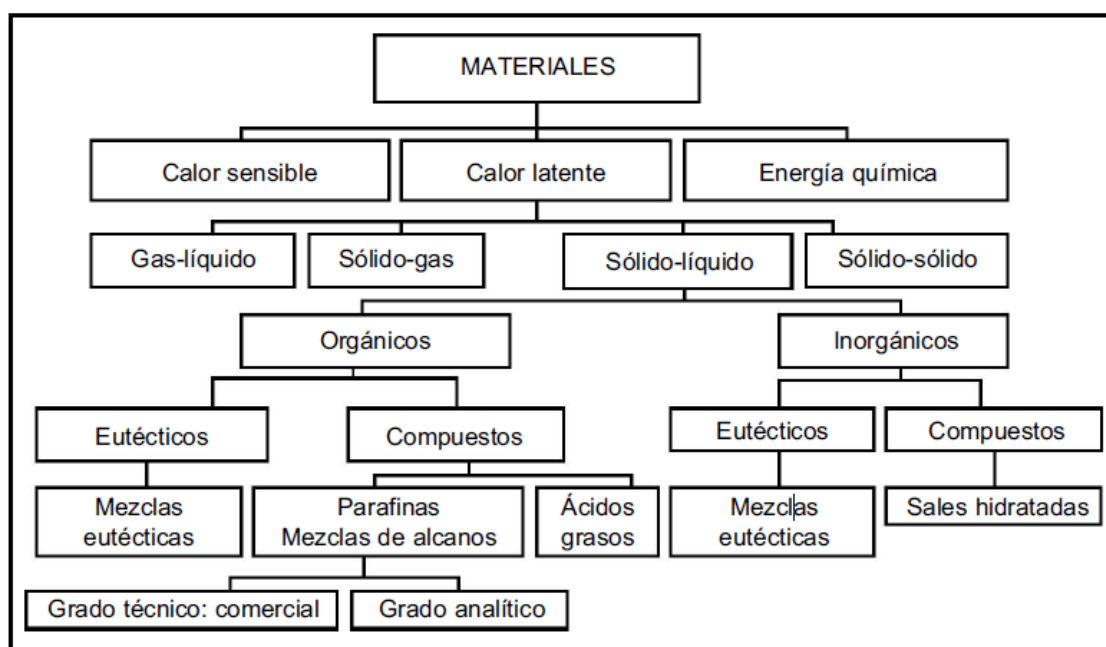 MATERIALES
Calor sensible
Calor latente
Energía química
Gas-líquido
Sólido-gas
Sólido-líquido
Sólido-sólido
Orgánicos
Inorgánicos
Eutécticos
Compuestos
Eutécticos
Compuestos
Mezclas
eutécticas
Parafinas
Mezclas de alcanos
Ácidos
grasos
Mezclas
eutécticas
Sales hidratadas
Grado técnico: comercial
Grado analítico